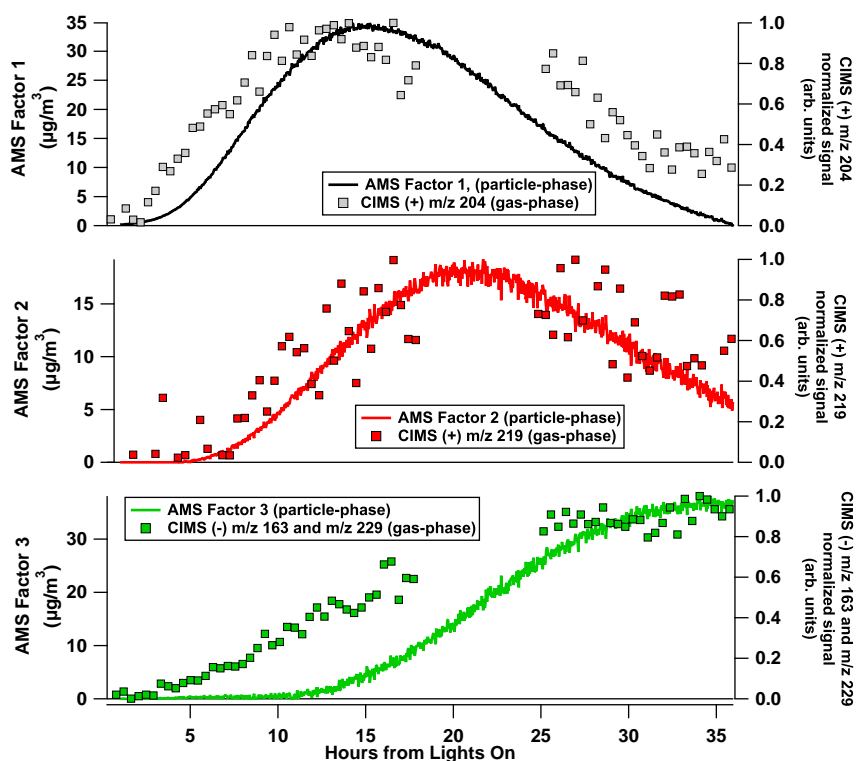 AMS Factor 1
(µg/m³)
35
30
25
20
15
10
5
0
AMS Factor 1, (particle-phase)
CIMS (+) m/z 204 (gas-phase)
1.0
0.8
0.6
0.4
0.2
0.0
CIMS (+) m/z 204
normalized signal
(arb. units)
AMS Factor 2
(µg/m³)
15
10
5
0
AMS Factor 2 (particle-phase)
CIMS (+) m/z 219 (gas-phase)
1.0
0.8
0.6
0.4
0.2
0.0
CIMS (+) m/z 219
normalized signal
(arb. units)
AMS Factor 3
(µg/m³)
30
20
10
0
AMS Factor 3 (particle-phase)
CIMS (-) m/z 163 and m/z 229 (gas-phase)
1.0
0.8
0.6
0.4
0.2
0.0
CIMS (-) m/z 163 and m/z 229
normalized signal
(arb. units)
5 10 15 20 25 30 35
Hours from Lights On